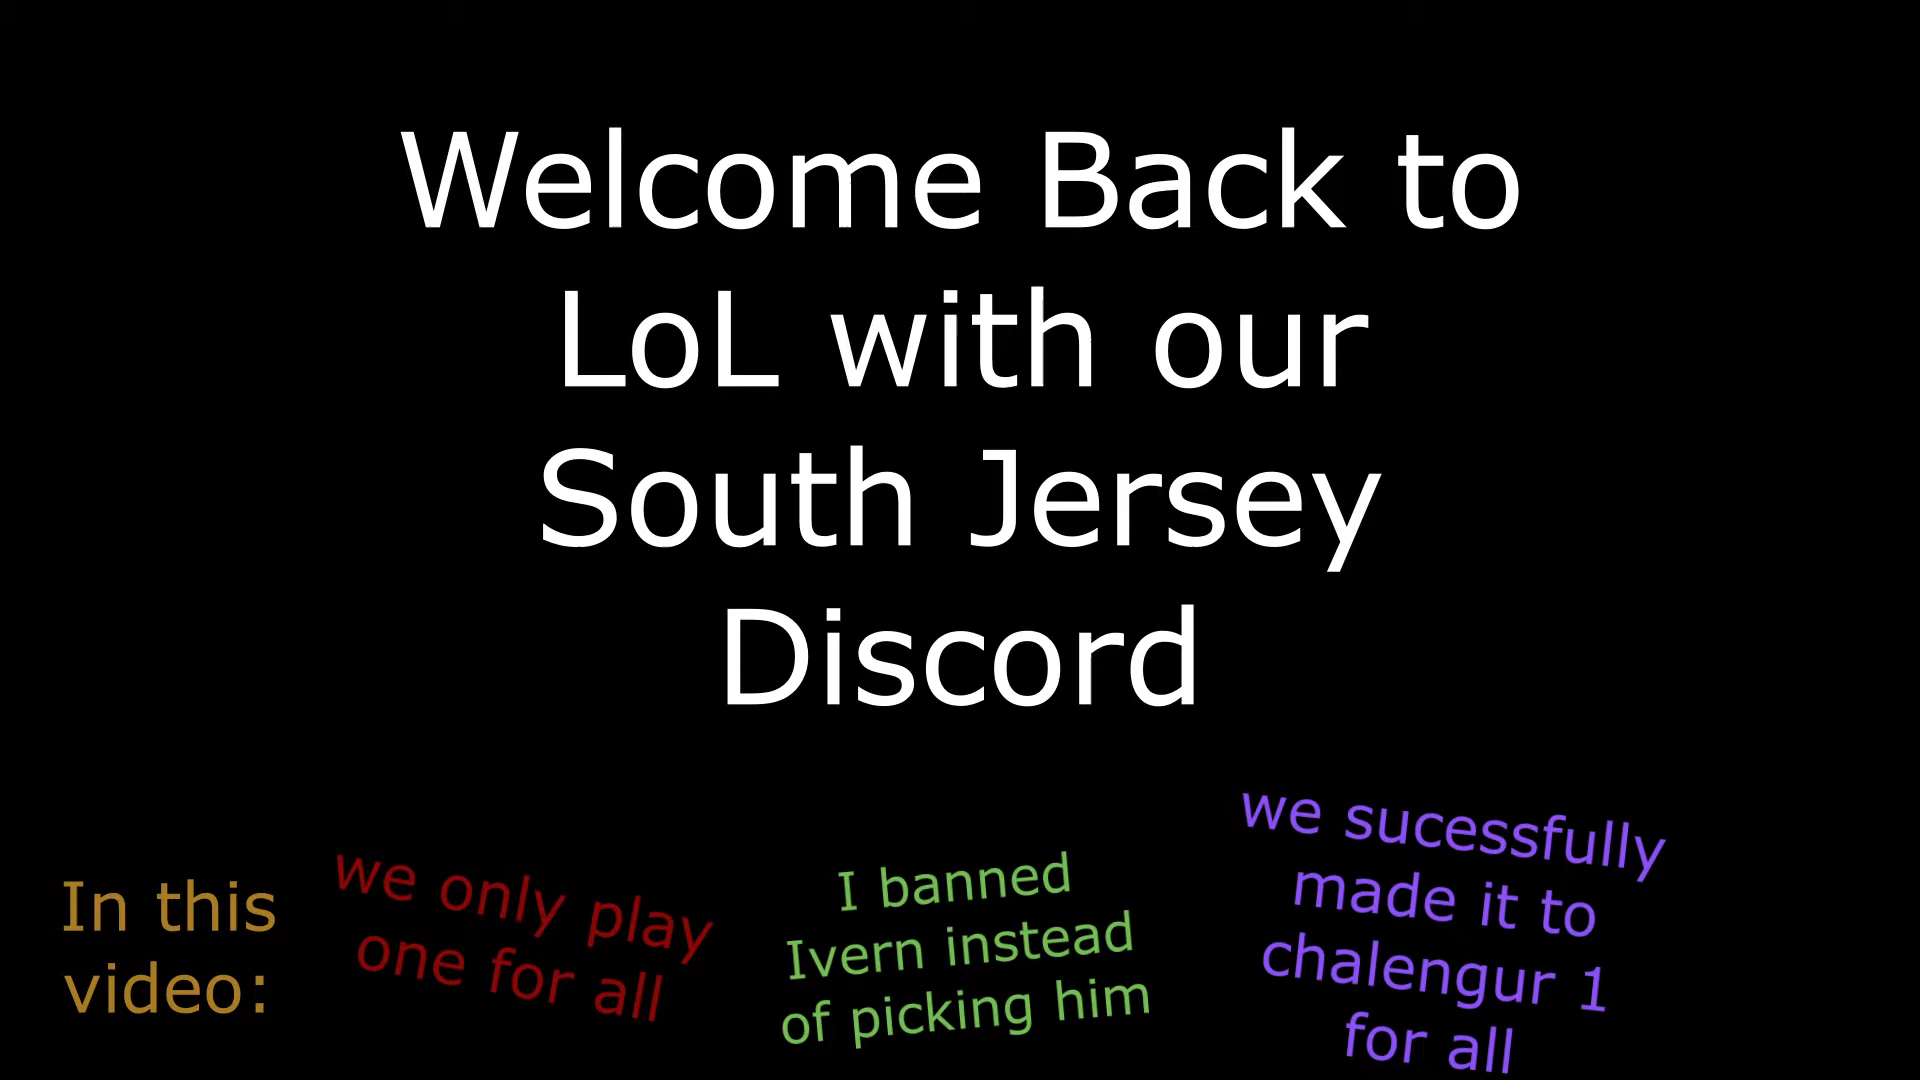 Welcome Back to
LoL with our
South Jersey
Discord
In this
video:
we only play
one for all
I banned
Ivern instead
of picking him
we sucessfully
made it to
chalengur 1
for all